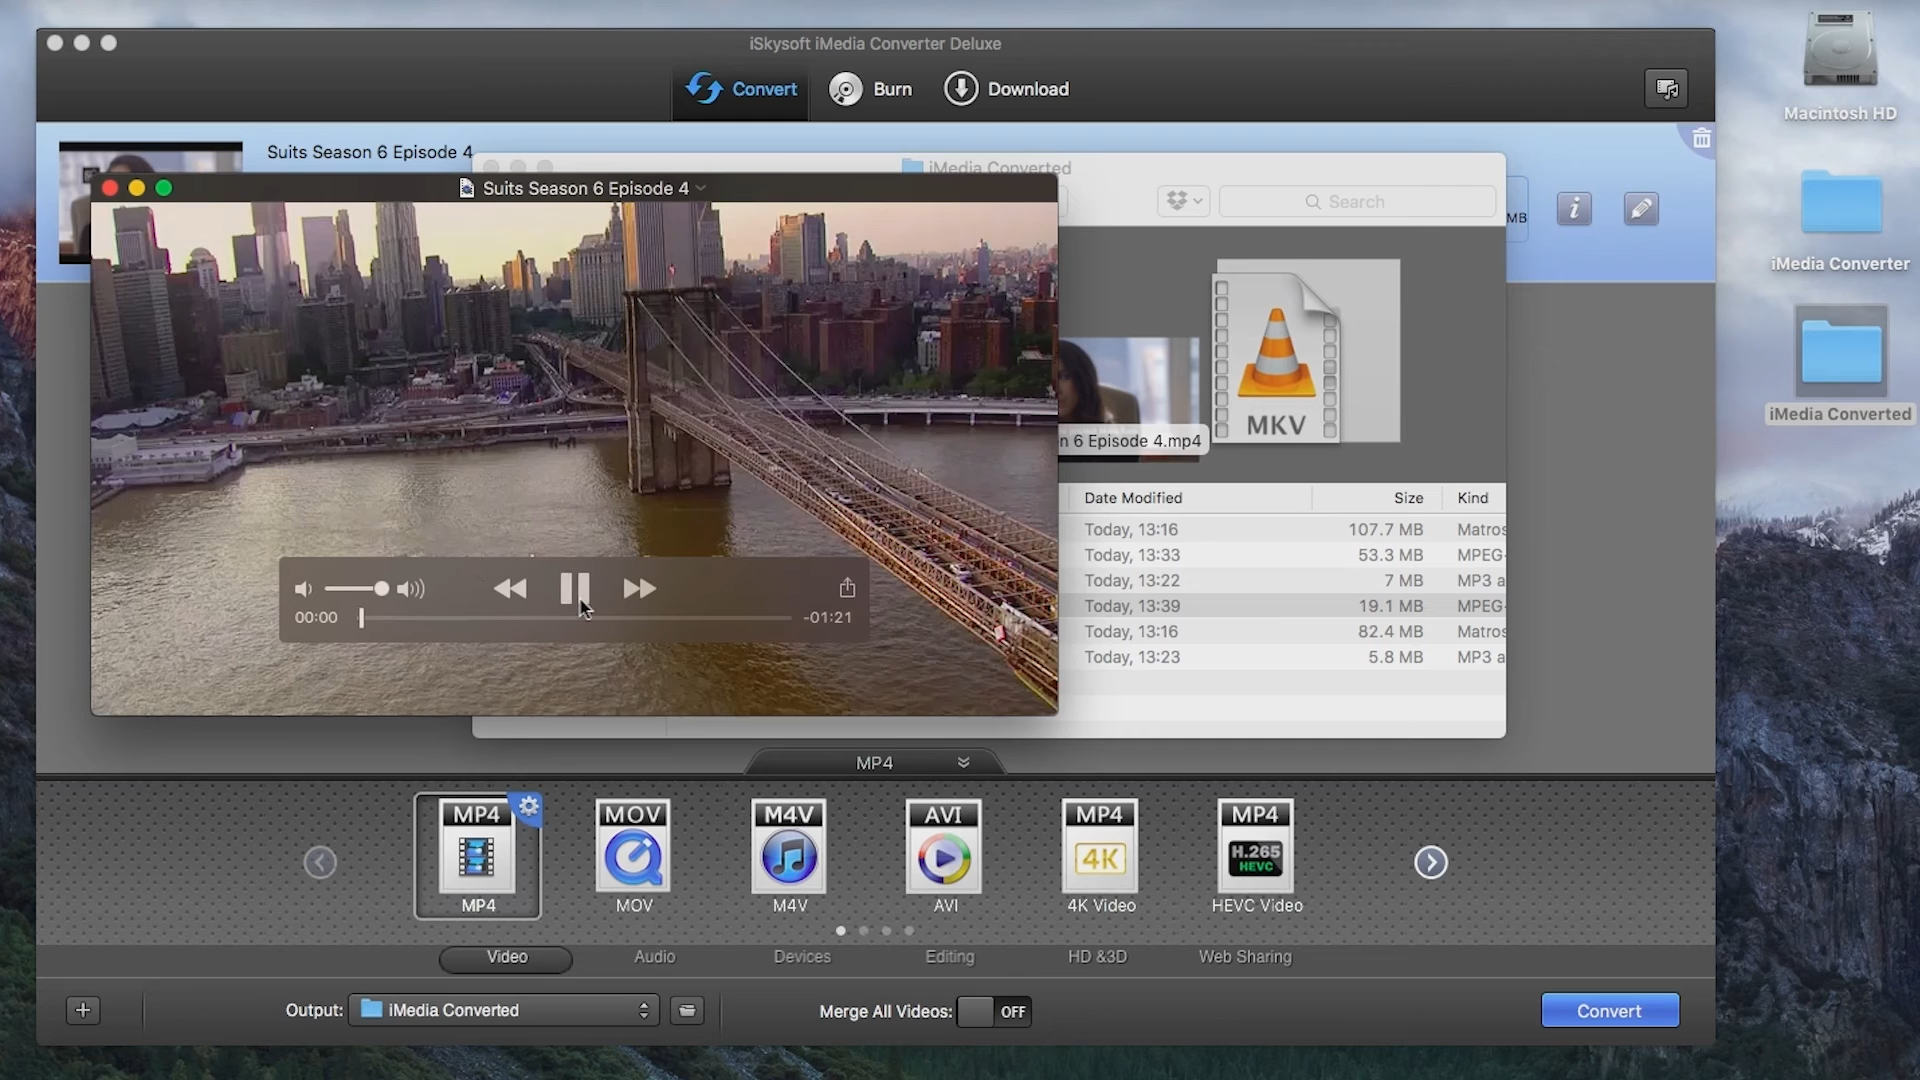 iSkysoft iMedia Converter Deluxe
Convert
Burn
Download
Macintosh HD
Suits Season 6 Episode 4
iMedia Converted
Suits Season 6 Episode 4
Search
MB
iMedia Converter
MKV
iMedia Converted
n 6 Episode 4.mp4
Date Modified Size Kind
Today, 13:16 107.7 MB Matros
Today, 13:33 53.3 MB MPEG-
Today, 13:22 7 MB MP3 a
Today, 13:39 19.1 MB MPEG-
Today, 13:16 82.4 MB Matros
Today, 13:23 5.8 MB MP3 a
00:00 -01:21
MP4
MP4 MOV M4V AVI MP4 MP4
4K H.265 HEVC
MP4 MOV M4V AVI 4K Video HEVC Video
Video Audio Devices Editing HD &3D Web Sharing
Output: iMedia Converted Merge All Videos: OFF Convert